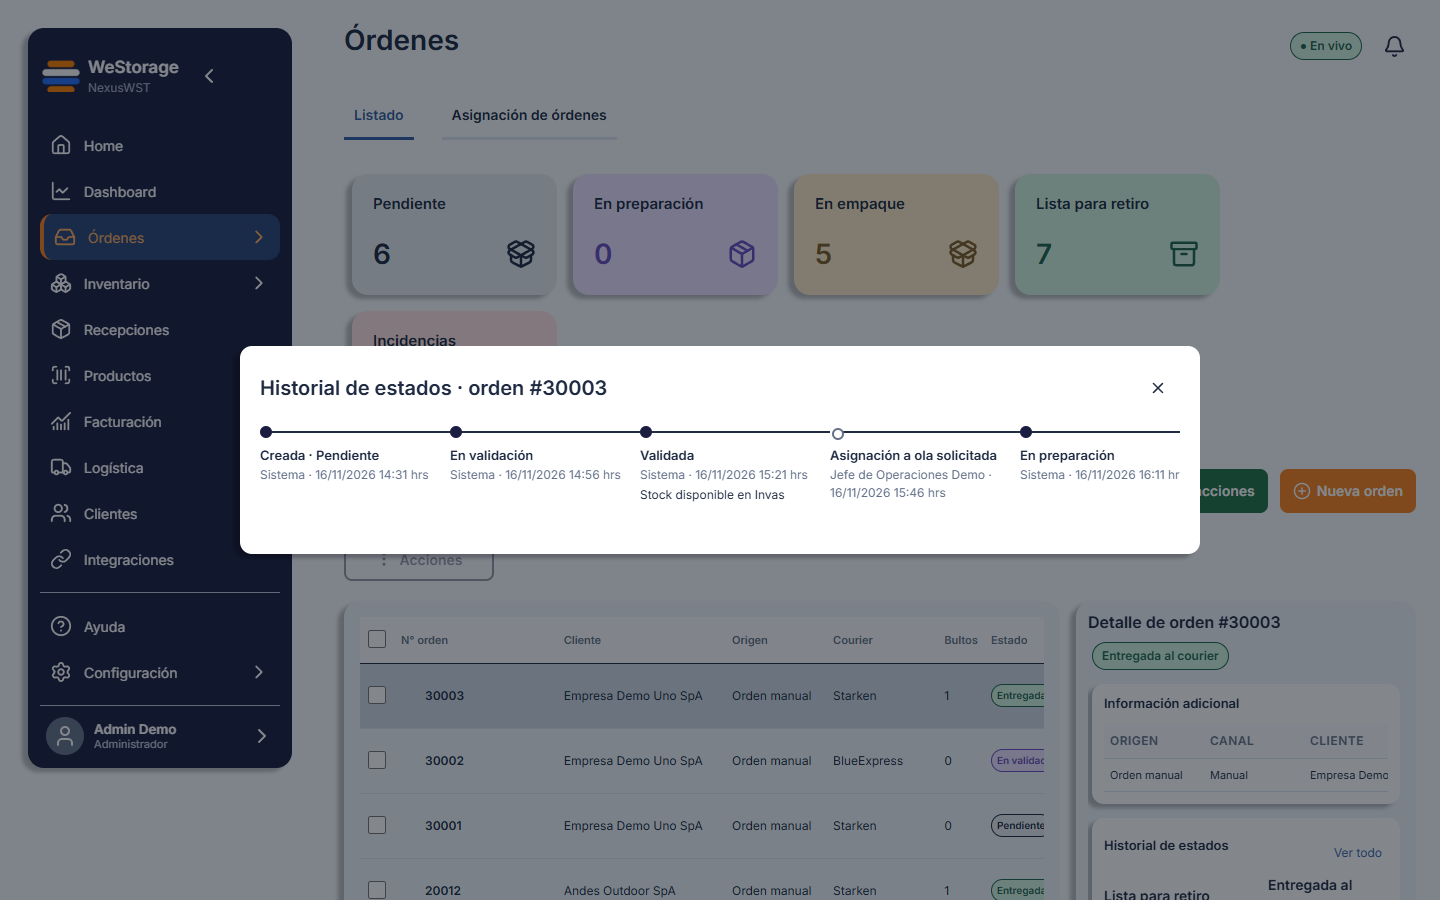 WeStorage
NexusWST
Home
Dashboard
Órdenes
Inventario
Recepciones
Productos
Facturación
Logística
Clientes
Integraciones
Ayuda
Configuración
Admin Demo
Administrador
Órdenes
En vivo
Listado
Asignación de órdenes
Pendiente
6
En preparación
0
En empaque
5
Lista para retiro
7
Incidencias
Historial de estados · orden #30003
Creada · Pendiente
Sistema · 16/11/2026 14:31 hrs
En validación
Sistema · 16/11/2026 14:56 hrs
Validada
Sistema · 16/11/2026 15:21 hrs
Stock disponible en Invas
Asignación a ola solicitado
Jefe de Operaciones Demo ·
16/11/2026 15:46 hrs
En preparación
Sistema · 16/11/2026 16:11 hr
Nueva orden
Acciones
N° orden Cliente Origen Courier Bultos Estado
30003 Empresa Demo Uno SpA Orden manual Starken 1 Entregada
30002 Empresa Demo Uno SpA Orden manual BlueExpress 0 En validac
30001 Empresa Demo Uno SpA Orden manual Starken 0 Pendiente
20012 Andes Outdoor SpA Orden manual Starken 1 Entregada
Detalle de orden #30003
Entregada al courier
Información adicional
ORIGEN CANAL CLIENTE
Orden manual Manual Empresa Demo
Historial de estados
Ver todo
Lista para retiro
Entregada al